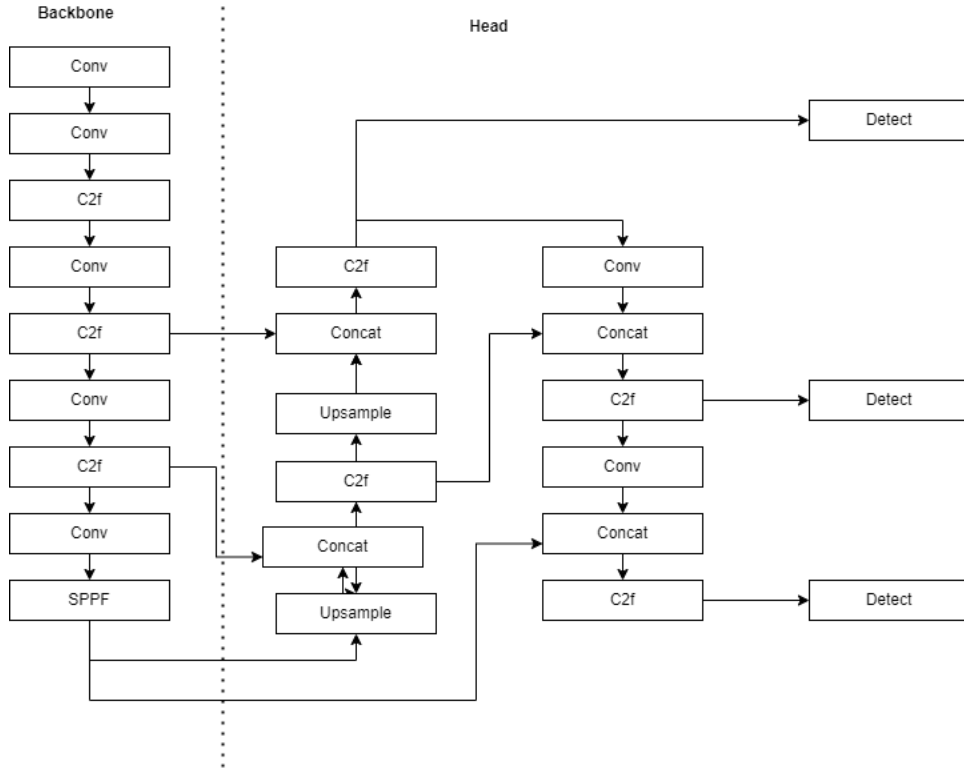 Backbone
Head
Conv
Conv
C2f
Conv
C2f
Conv
C2f
Conv
SPPF
C2f
Concat
Upsample
C2f
Concat
Upsample
Conv
Concat
C2f
Conv
Concat
C2f
Detect
Detect
Detect